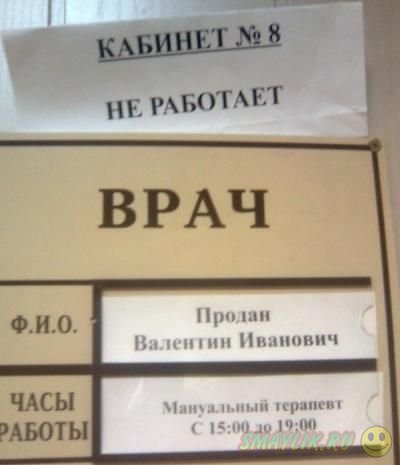 КАБИНЕТ № 8
НЕ РАБОТАЕТ
ВРАЧ
Ф.И.О.
Продан
Валентин Иванович
ЧАСЫ
РАБОТЫ
Мануальный терапевт
С 15:00 до 19:00
SMAYLIK.RU